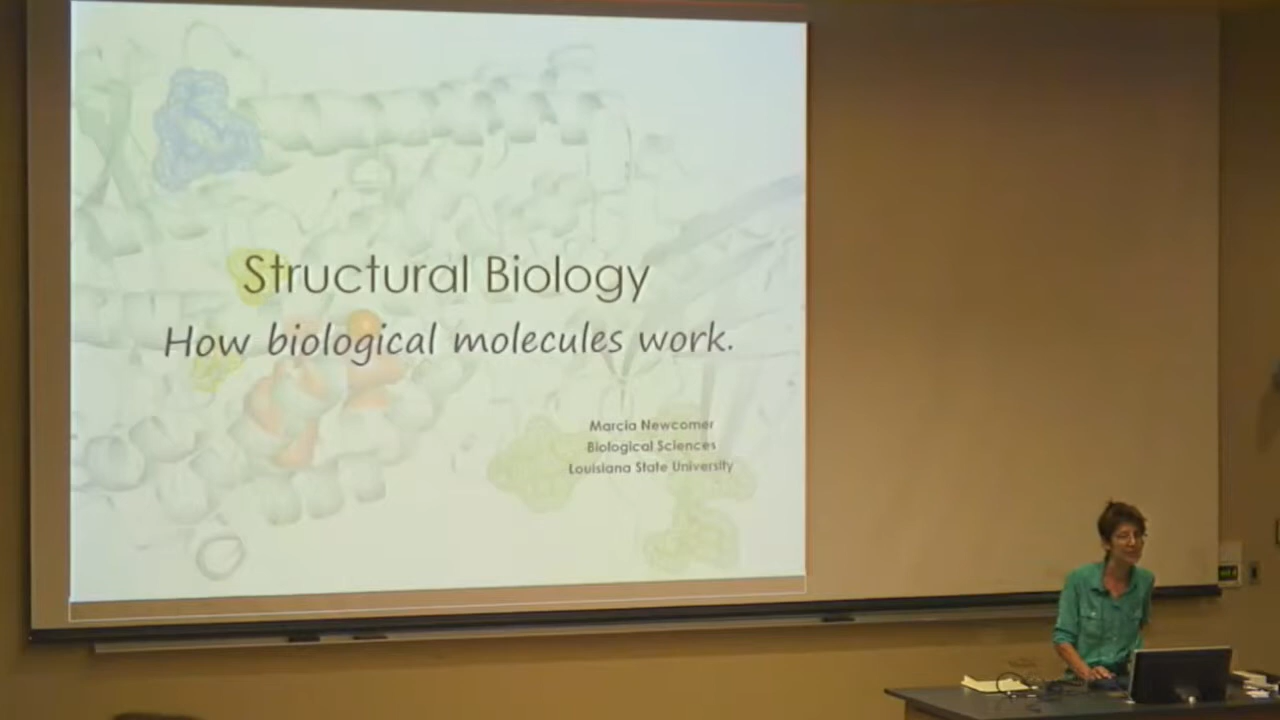 Structural Biology
How biological molecules work.
Marcia Newcomer
Biological Sciences
Louisiana State University